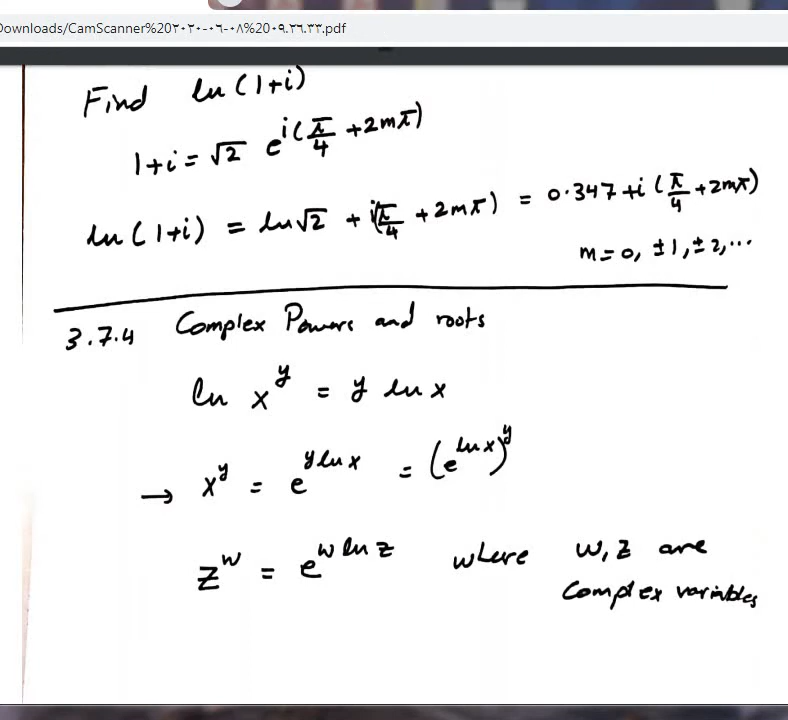 Downloads/CamScanner%20٢٠٢٠-٠٦-٠٨%20٠٩.٢٦.٣٣.pdf
Find ln(1+i)
1+i = √2 e^{i(π/4 + 2mπ)}
ln(1+i) = ln√2 + i(π/4 + 2mπ) = 0.347 + i(π/4 + 2mπ)
m = 0, ±1, ±2, ...
3.7.4 Complex Powers and roots
ln x^y = y ln x
→ x^y = e^{y ln x} = (e^{ln x})^y
z^w = e^{w ln z} where w, z are
Complex variables